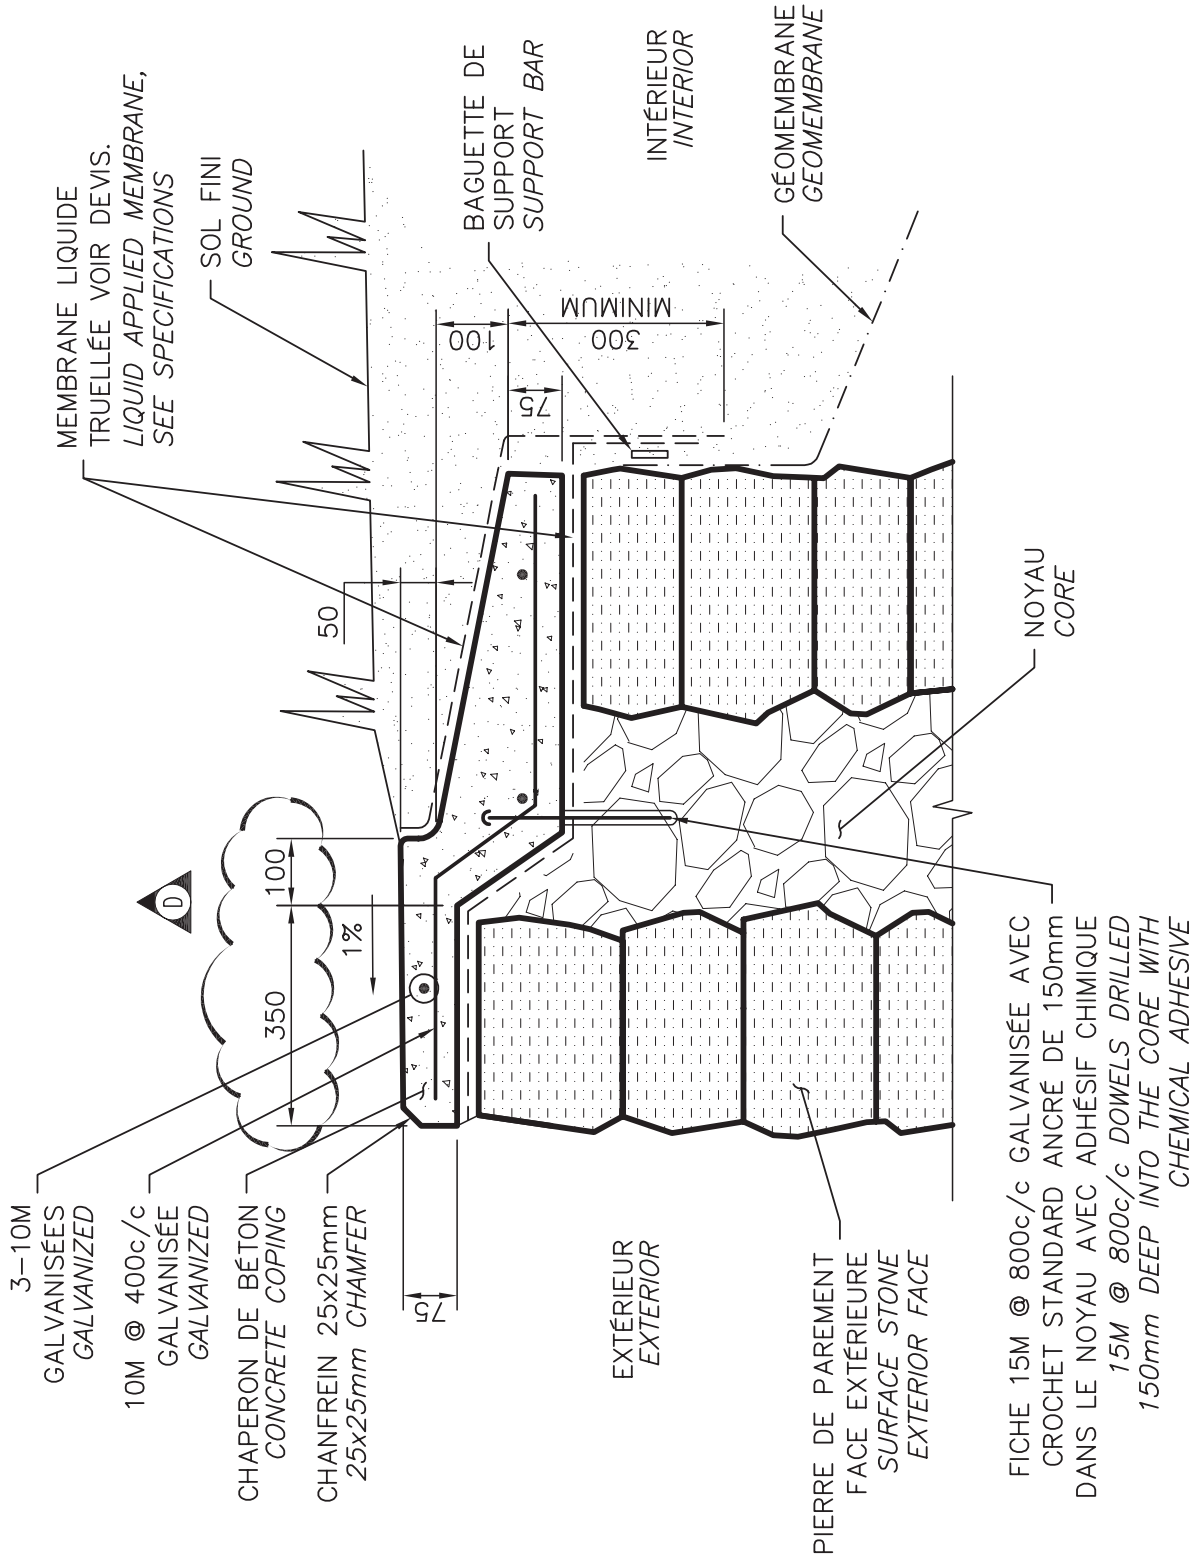 3-10M
GALVANISÉES
GALVANIZED
10M @ 400c/c
GALVANISÉE
GALVANIZED
CHAPERON DE BÉTON
CONCRETE COPING
CHANFREIN 25x25mm
25x25mm CHAMFER
75
EXTÉRIEUR
EXTERIOR
PIERRE DE PAREMENT
FACE EXTÉRIEURE
SURFACE STONE
EXTERIOR FACE
FICHE 15M @ 800c/c GALVANISÉE AVEC
CROCHET STANDARD ANCRÉ DE 150mm
DANS LE NOYAU AVEC ADHÉSIF CHIMIQUE
15M @ 800c/c DOWELS DRILLED
150mm DEEP INTO THE CORE WITH
CHEMICAL ADHESIVE
D
350
100
1%
50
NOYAU
CORE
MEMBRANE LIQUIDE
TRUELLÉE VOIR DEVIS.
LIQUID APPLIED MEMBRANE,
SEE SPECIFICATIONS
SOL FINI
GROUND
100
75
300
MINIMUM
BAGUETTE DE
SUPPORT
SUPPORT BAR
INTÉRIEUR
INTERIOR
GÉOMEMBRANE
GEOMEMBRANE